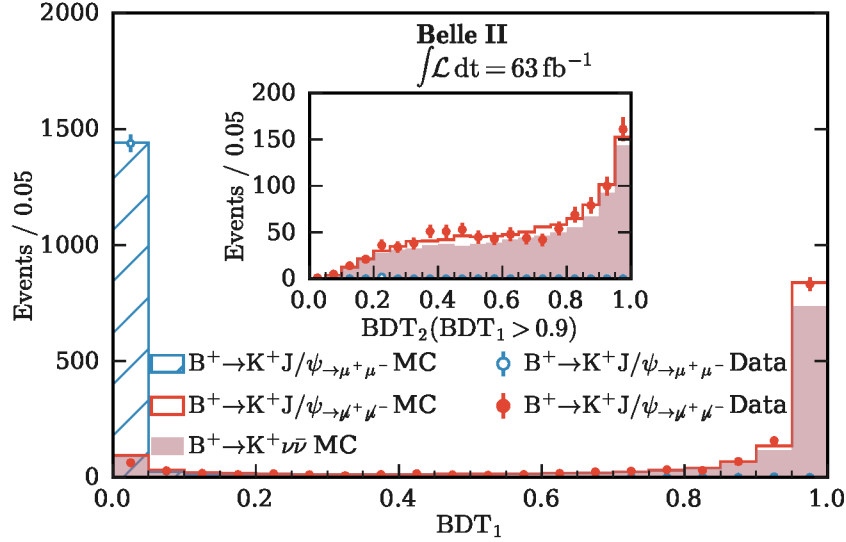 Belle II
∫ℒ dt = 63 fb⁻¹
2000
1500
1000
500
0
Events / 0.05
200
150
100
50
0
Events / 0.05
0.0 0.2 0.4 0.6 0.8 1.0
BDT₂(BDT₁ > 0.9)
B⁺→K⁺J/ψ→μ⁺μ⁻ MC
B⁺→K⁺J/ψ→μ⁺μ⁻ Data
B⁺→K⁺J/ψ→μ̸⁺μ̸⁻ MC
B⁺→K⁺J/ψ→μ̸⁺μ̸⁻ Data
B⁺→K⁺νν̄ MC
0.0 0.2 0.4 0.6 0.8 1.0
BDT₁